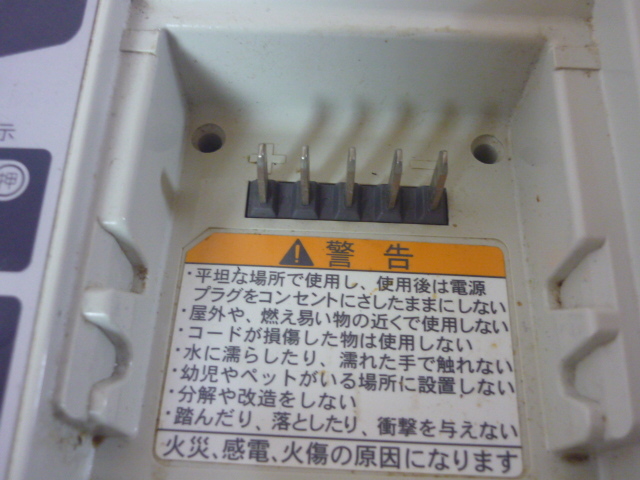 示
押
+
−
警告
・平坦な場所で使用し、使用後は電源
プラグをコンセントにさしたままにしない
・屋外や、燃え易い物の近くで使用しない
・コードが損傷した物は使用しない
・水に濡らしたり、濡れた手で触れない
・幼児やペットがいる場所に設置しない
・分解や改造をしない
・踏んだり、落としたり、衝撃を与えない
火災、感電、火傷の原因になります